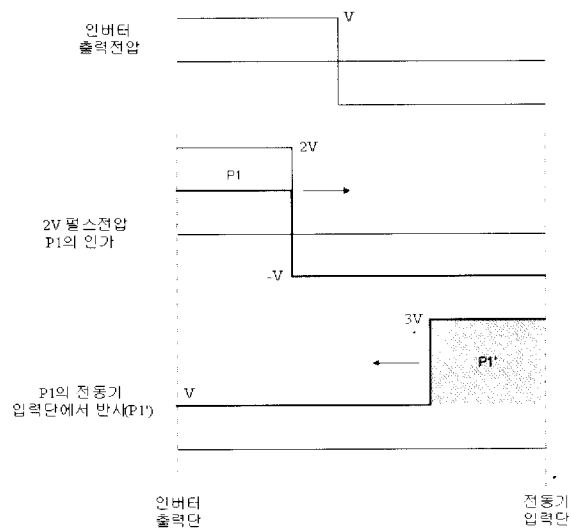 인버터
출력전압
V
2V
P1
2V 펄스전압
P1의 인가
-V
3V
P1'
P1의 전동기
입력단에서 반사(P1')
V
인버터
출력단
전동기
입력단